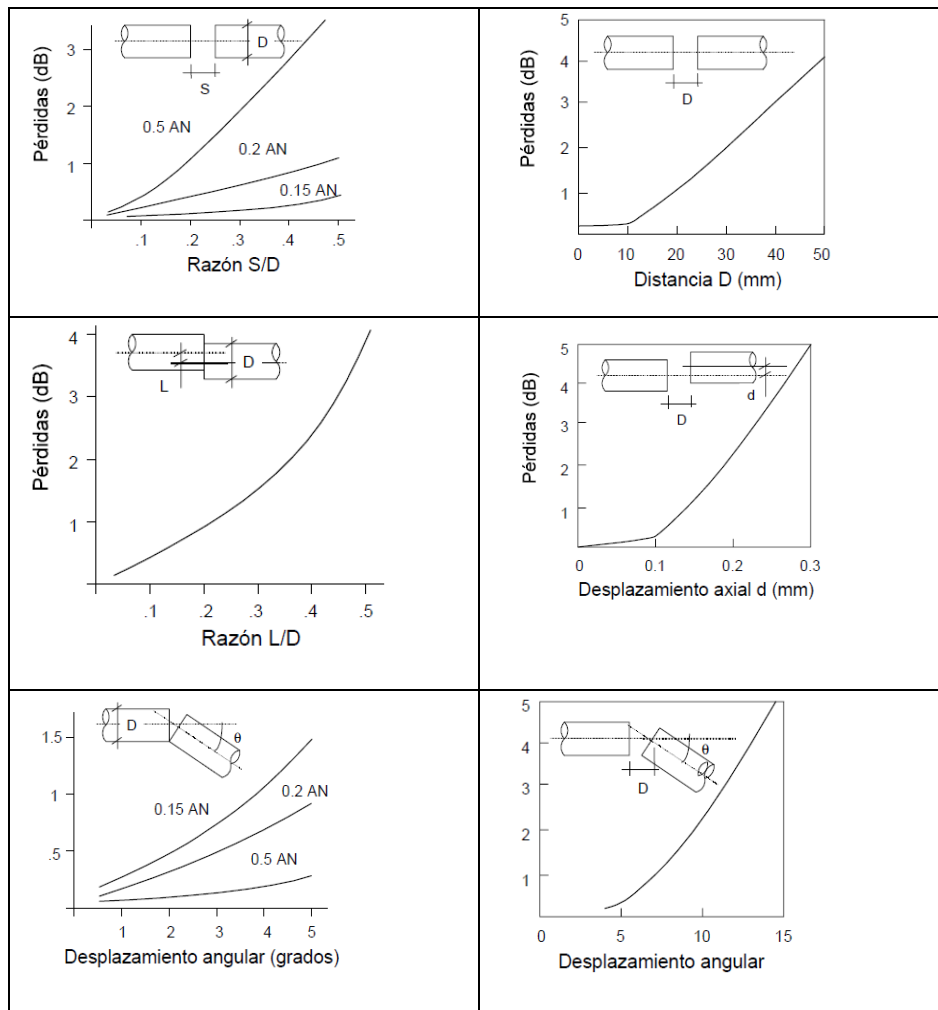 Pérdidas (dB)
3
2
1
D
S
0.5 AN
0.2 AN
0.15 AN
.1 .2 .3 .4 .5
Razón S/D
Pérdidas (dB)
5
4
3
2
1
D
0 10 20 30 40 50
Distancia D (mm)
Pérdidas (dB)
4
3
2
1
D
L
.1 .2 .3 .4 .5
Razón L/D
Pérdidas (dB)
5
4
3
2
1
D
d
0 0.1 0.2 0.3
Desplazamiento axial d (mm)
1.5
1
.5
D
θ
0.15 AN
0.2 AN
0.5 AN
1 2 3 4 5
Desplazamiento angular (grados)
5
4
3
2
1
θ
D
0 5 10 15
Desplazamiento angular